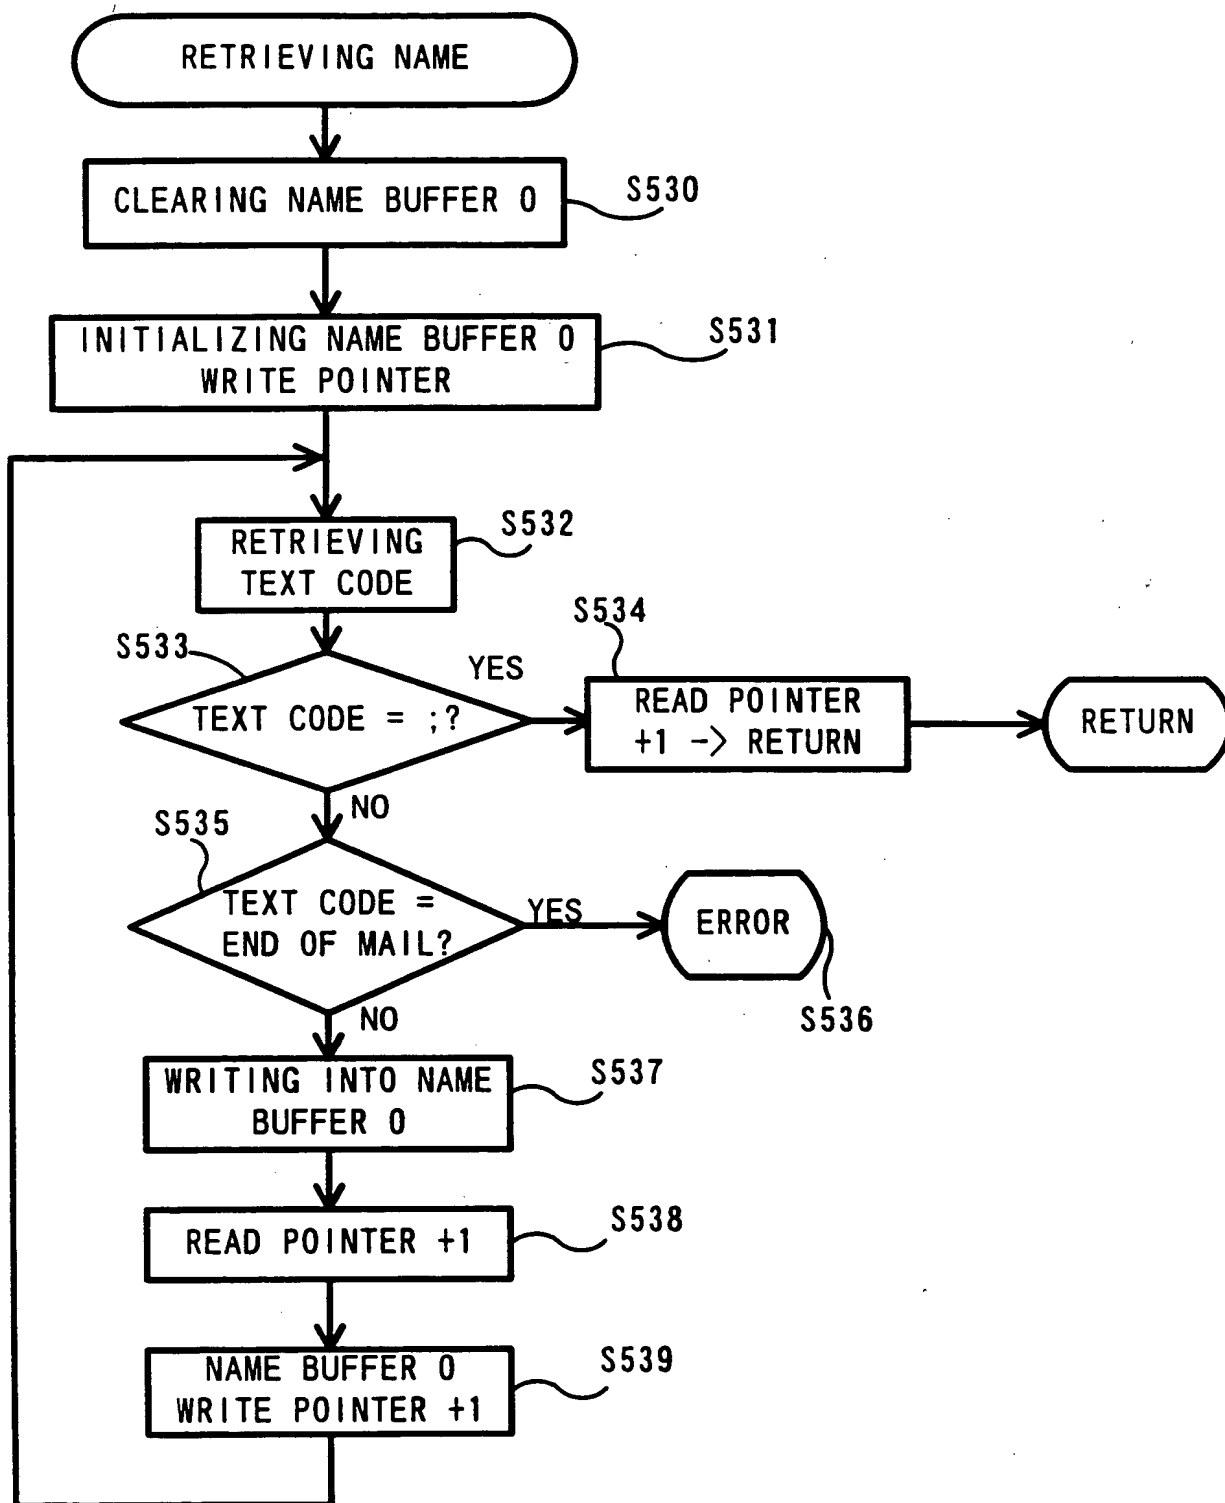 RETRIEVING NAME
CLEARING NAME BUFFER 0
S530
INITIALIZING NAME BUFFER 0
WRITE POINTER
S531
RETRIEVING
TEXT CODE
S532
S533
TEXT CODE = ;?
YES
S534
READ POINTER
+1 -> RETURN
RETURN
NO
S535
TEXT CODE =
END OF MAIL?
YES
ERROR
S536
NO
WRITING INTO NAME
BUFFER 0
S537
READ POINTER +1
S538
NAME BUFFER 0
WRITE POINTER +1
S539